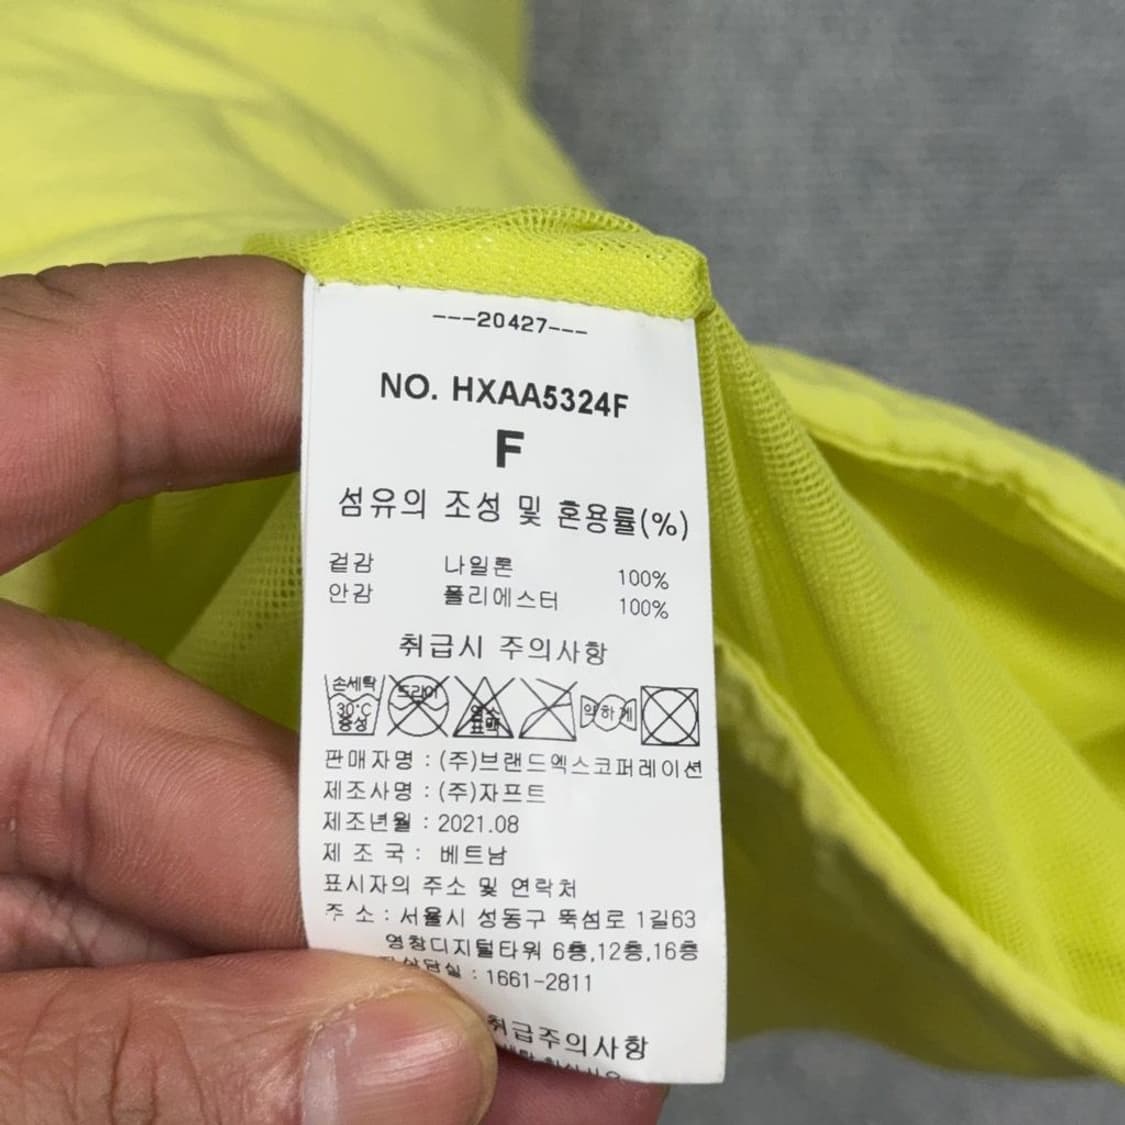 ---20427---
NO. HXAA5324F
F
섬유의 조성 및 혼용률(%)
겉감 나일론 100%
안감 폴리에스터 100%
취급시 주의사항
손세탁 30°C 중성
드라이
염소 표백
약하게
판매자명 : (주)브랜드엑스코퍼레이션
제조사명 : (주)자프트
제조년월 : 2021.08
제 조 국 : 베트남
표시자의 주소 및 연락처
주 소 : 서울시 성동구 뚝섬로 1길63
영창디지털타워 6층,12층,16층
: 1661-2811
취급주의사항